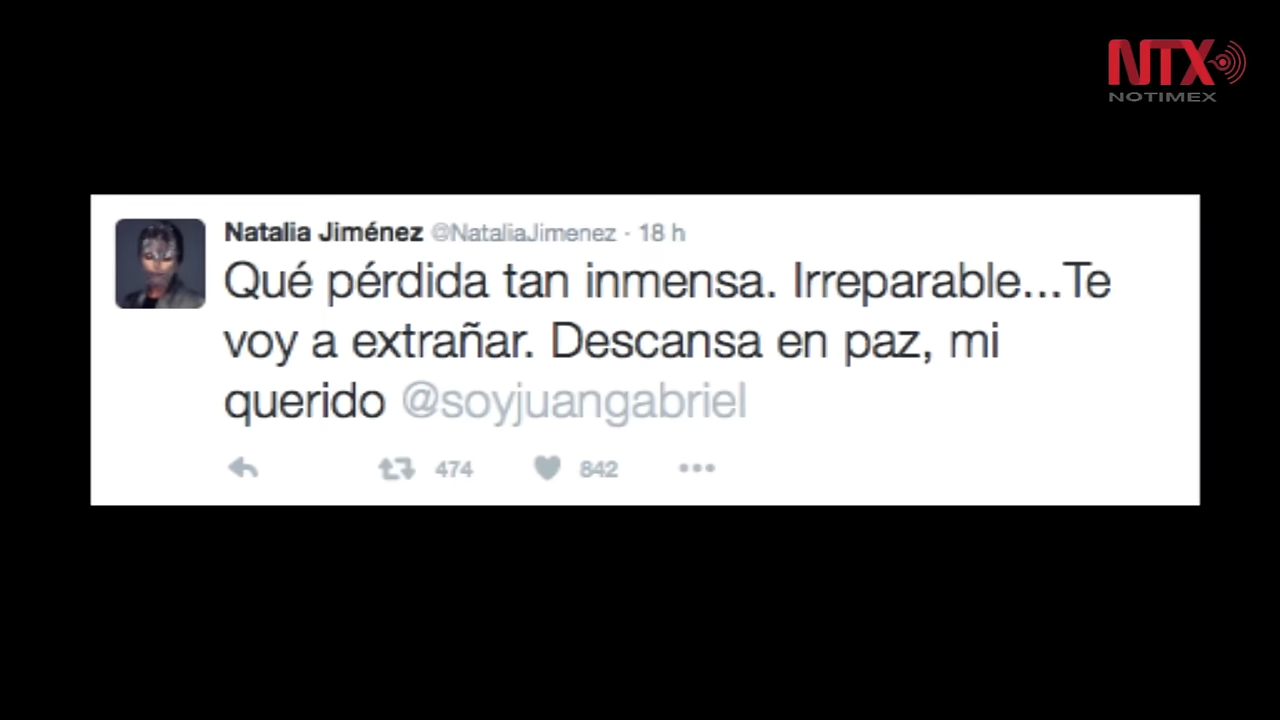 NTX
NOTIMEX
Natalia Jiménez @NataliaJimenez · 18 h
Qué pérdida tan inmensa. Irreparable...Te
voy a extrañar. Descansa en paz, mi
querido @soyjuangabriel
474 842